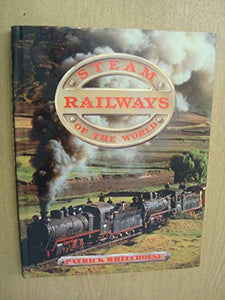 STEAM
RAILWAYS
OF THE WORLD
PATRICK WHITEHOUSE